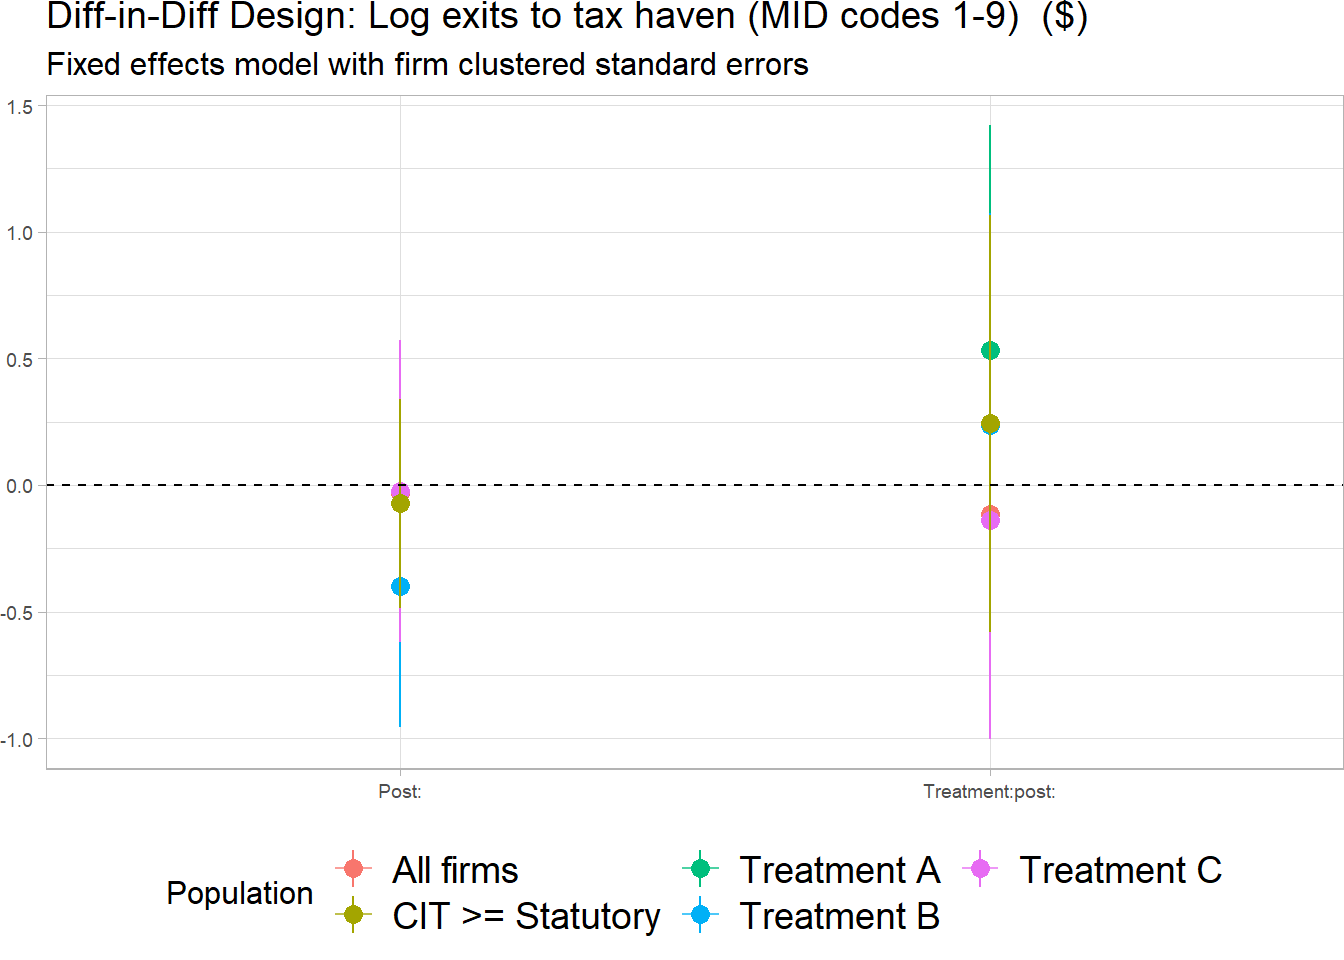 Diff-in-Diff Design: Log exits to tax haven (MID codes 1-9)  ($)
Fixed effects model with firm clustered standard errors
1.5
1.0
0.5
0.0
-0.5
-1.0
Post:
Treatment:post:
Population
All firms
Treatment A
Treatment C
CIT >= Statutory
Treatment B